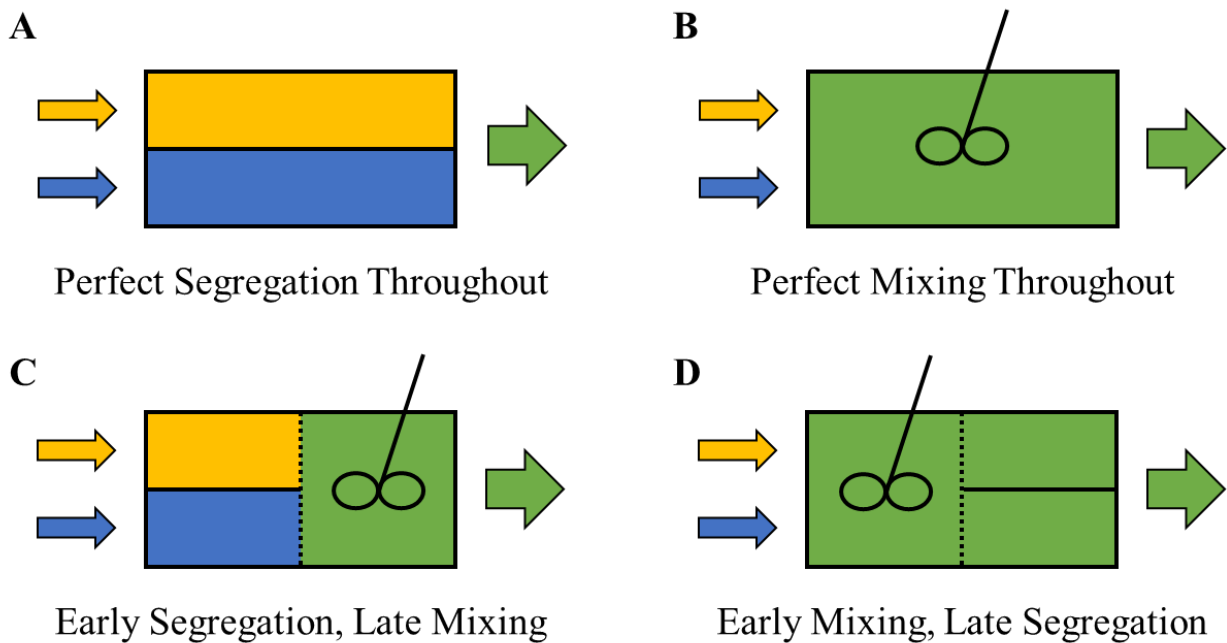 A
B
Perfect Segregation Throughout
Perfect Mixing Throughout
C
D
Early Segregation, Late Mixing
Early Mixing, Late Segregation